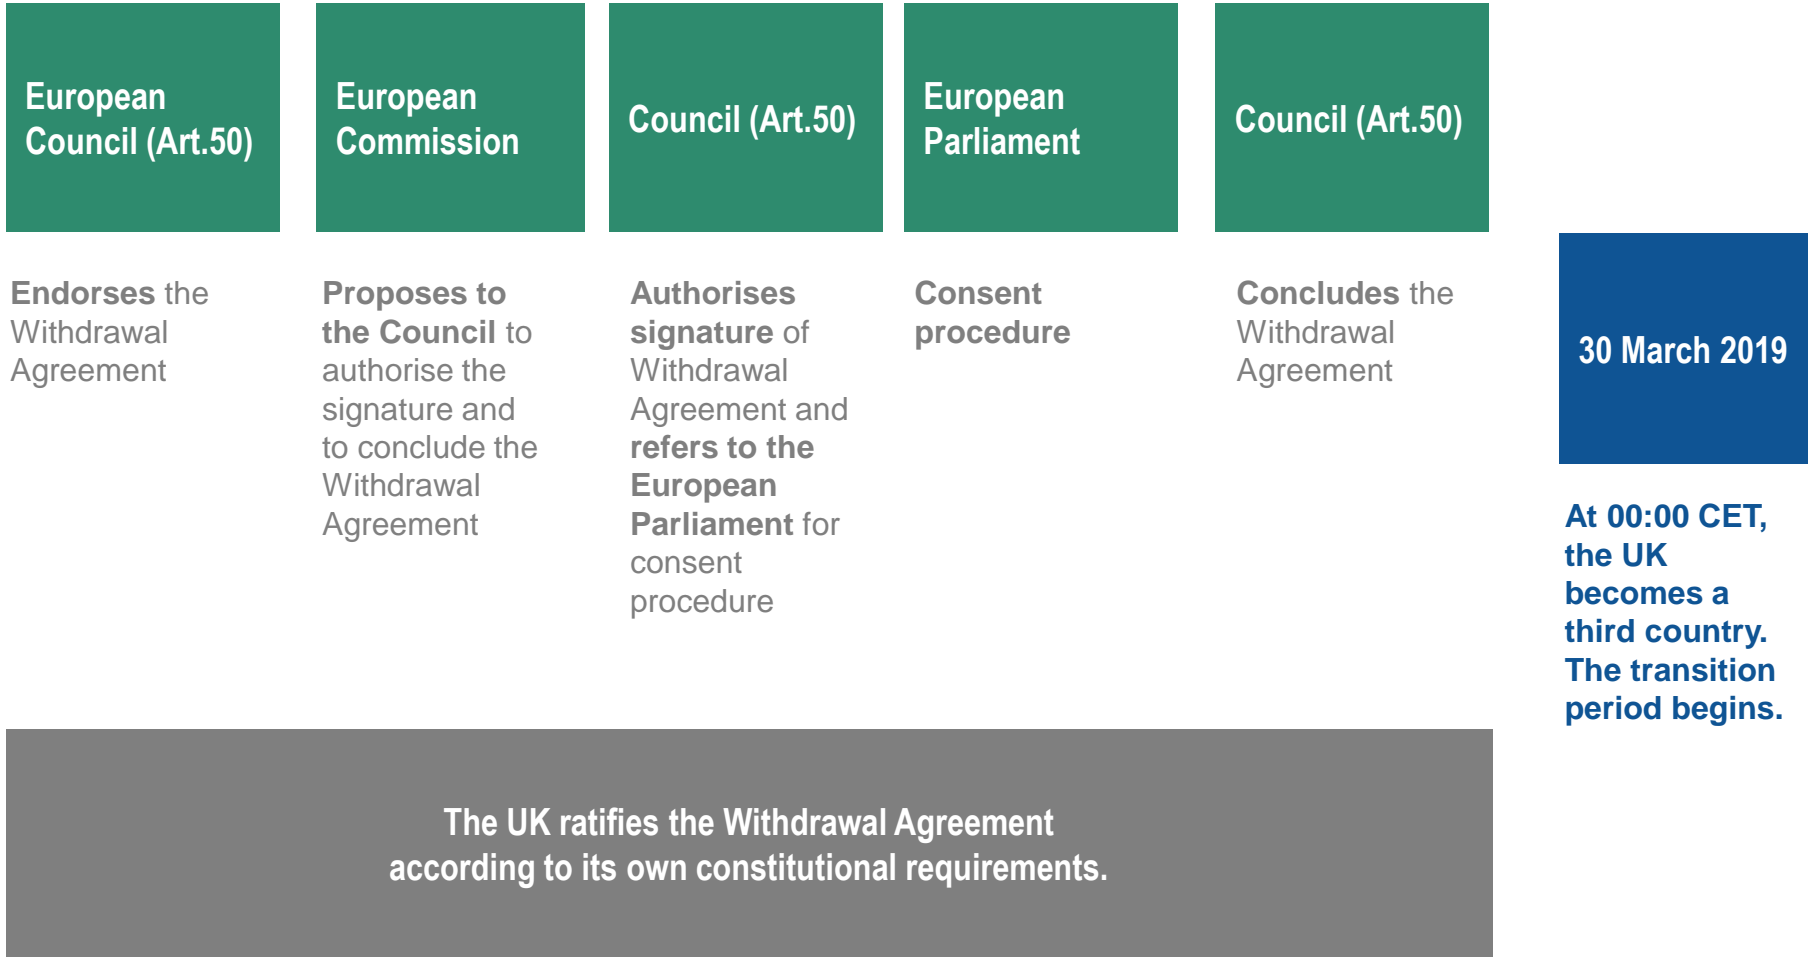 European
Council (Art.50)
Endorses the
Withdrawal
Agreement
European
Commission
Proposes to
the Council to
authorise the
signature and
to conclude the
Withdrawal
Agreement
Council (Art.50)
Authorises
signature of
Withdrawal
Agreement and
refers to the
European
Parliament for
consent
procedure
European
Parliament
Consent
procedure
Council (Art.50)
Concludes the
Withdrawal
Agreement
30 March 2019
At 00:00 CET,
the UK
becomes a
third country.
The transition
period begins.
The UK ratifies the Withdrawal Agreement
according to its own constitutional requirements.